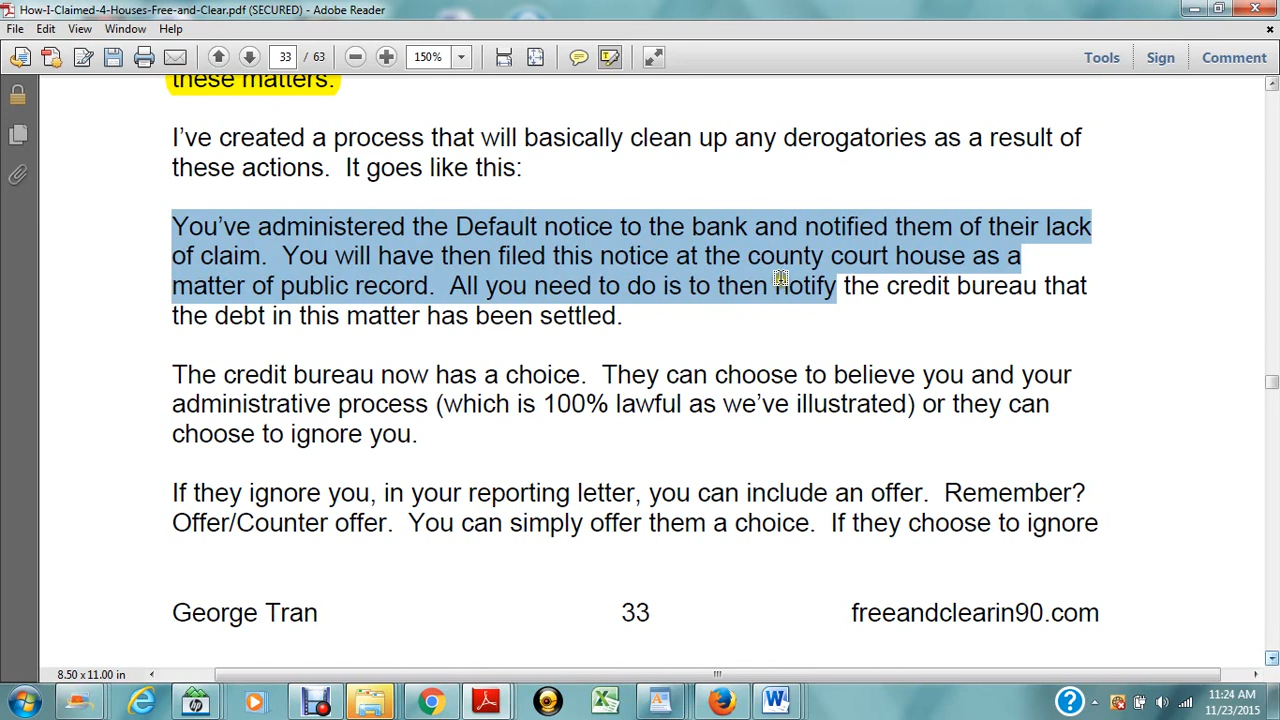 How-I-Claimed-4-Houses-Free-and-Clear.pdf (SECURED) - Adobe Reader
File Edit View Window Help
33 / 63 150% Tools Sign Comment
these matters.
I've created a process that will basically clean up any derogatories as a result of
these actions. It goes like this:
You've administered the Default notice to the bank and notified them of their lack
of claim. You will have then filed this notice at the county court house as a
matter of public record. All you need to do is to then notify the credit bureau that
the debt in this matter has been settled.
The credit bureau now has a choice. They can choose to believe you and your
administrative process (which is 100% lawful as we've illustrated) or they can
choose to ignore you.
If they ignore you, in your reporting letter, you can include an offer. Remember?
Offer/Counter offer. You can simply offer them a choice. If they choose to ignore
George Tran 33 freeandclearin90.com
8.50 x 11.00 in
11:24 AM
11/23/2015